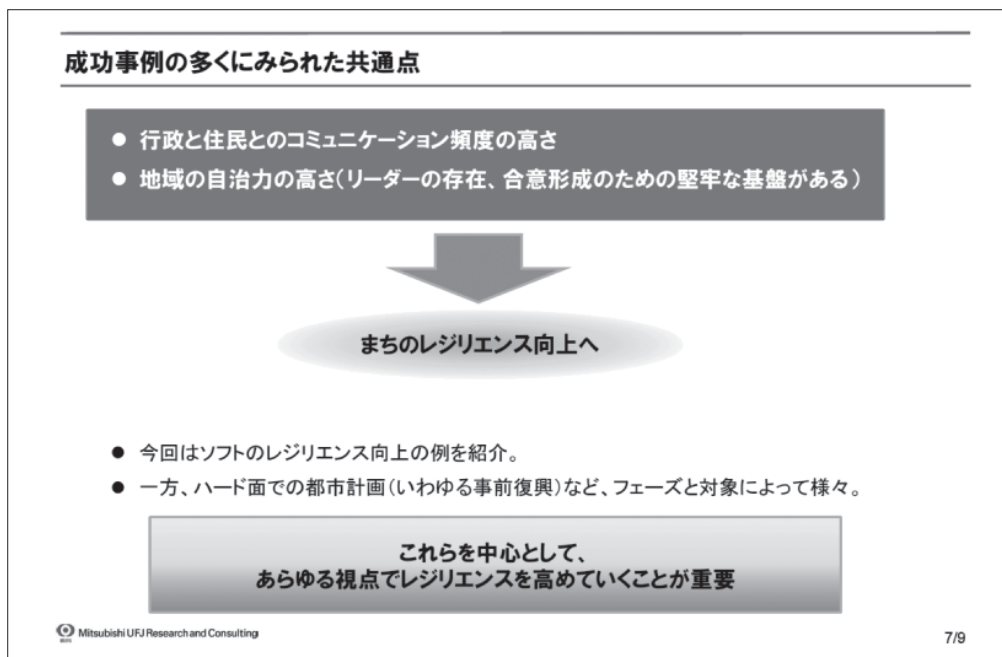 成功事例の多くにみられた共通点
● 行政と住民とのコミュニケーション頻度の高さ
● 地域の自治力の高さ(リーダーの存在、合意形成のための堅牢な基盤がある)
まちのレジリエンス向上へ
● 今回はソフトのレジリエンス向上の例を紹介。
● 一方、ハード面での都市計画(いわゆる事前復興)など、フェーズと対象によって様々。
これらを中心として、
あらゆる視点でレジリエンスを高めていくことが重要
Mitsubishi UFJ Research and Consulting
7/9